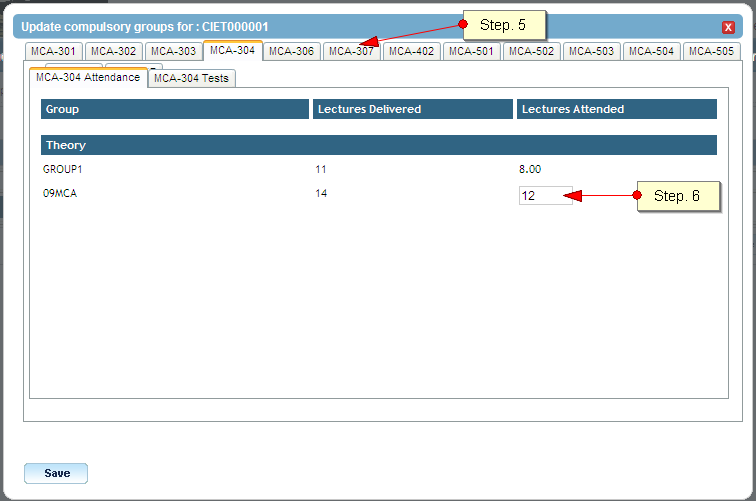 Update compulsory groups for : CIET000001
X
Step. 5
MCA-301 MCA-302 MCA-303 MCA-304 MCA-306 MCA-307 MCA-402 MCA-501 MCA-502 MCA-503 MCA-504 MCA-505
MCA-304 Attendance MCA-304 Tests
Group Lectures Delivered Lectures Attended
Theory
GROUP1 11 8.00
09MCA 14 12
Step. 6
Save